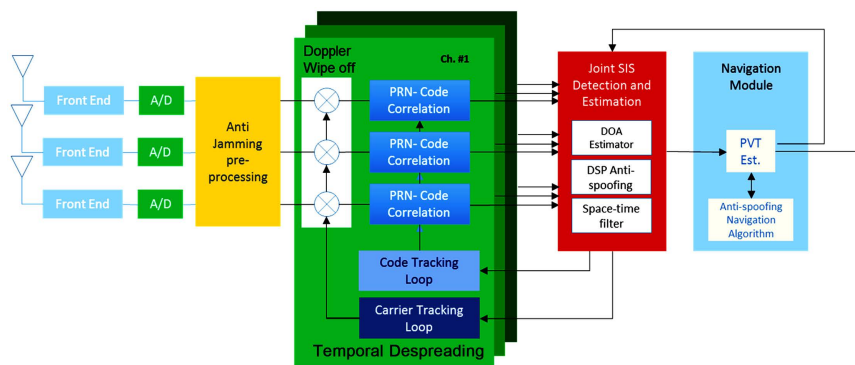 Doppler
Wipe off
Ch. #1
Front End
A/D
Front End
A/D
Front End
A/D
Anti
Jamming
pre-
processing
PRN- Code
Correlation
PRN- Code
Correlation
PRN- Code
Correlation
Code Tracking
Loop
Carrier Tracking
Loop
Temporal Despreading
Joint SIS
Detection and
Estimation
DOA
Estimator
DSP Anti-
spoofing
Space-time
filter
Navigation
Module
PVT
Est.
Anti-spoofing
Navigation
Algorithm